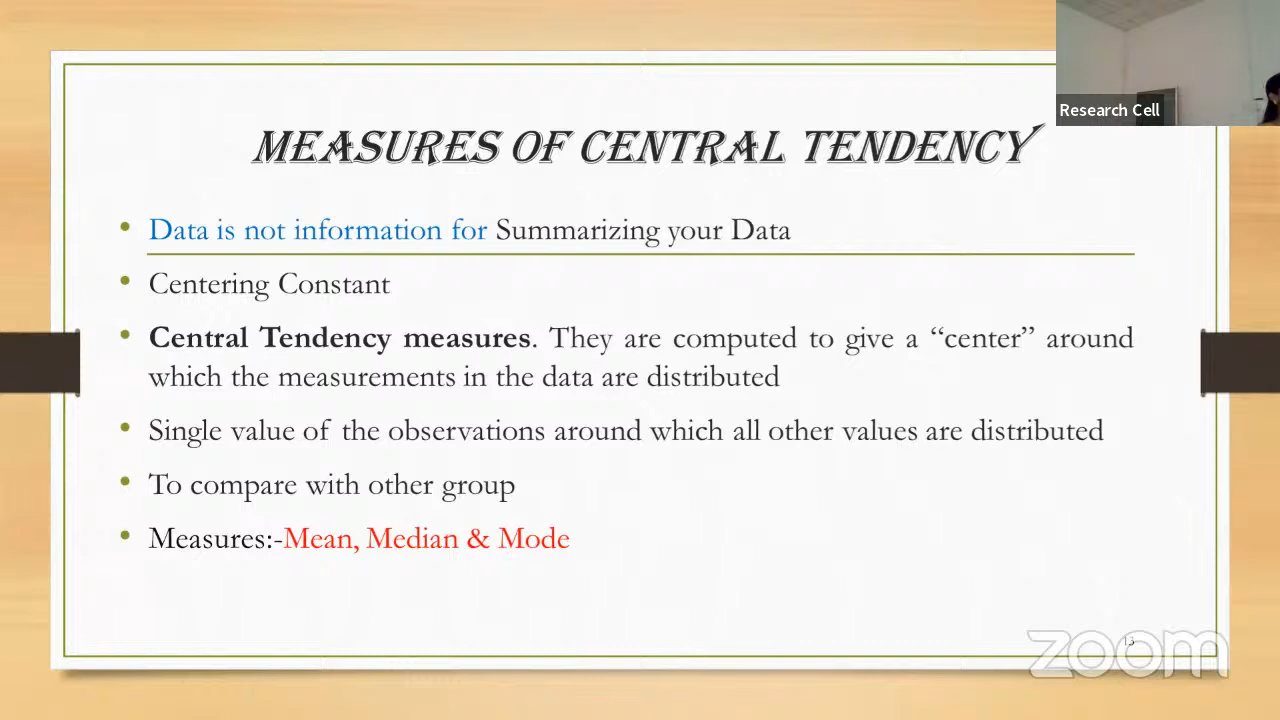 Research Cell
MEASURES OF CENTRAL TENDENCY
• Data is not information for Summarizing your Data
• Centering Constant
• Central Tendency measures. They are computed to give a “center” around
which the measurements in the data are distributed
• Single value of the observations around which all other values are distributed
• To compare with other group
• Measures:-Mean, Median & Mode
13
zoom